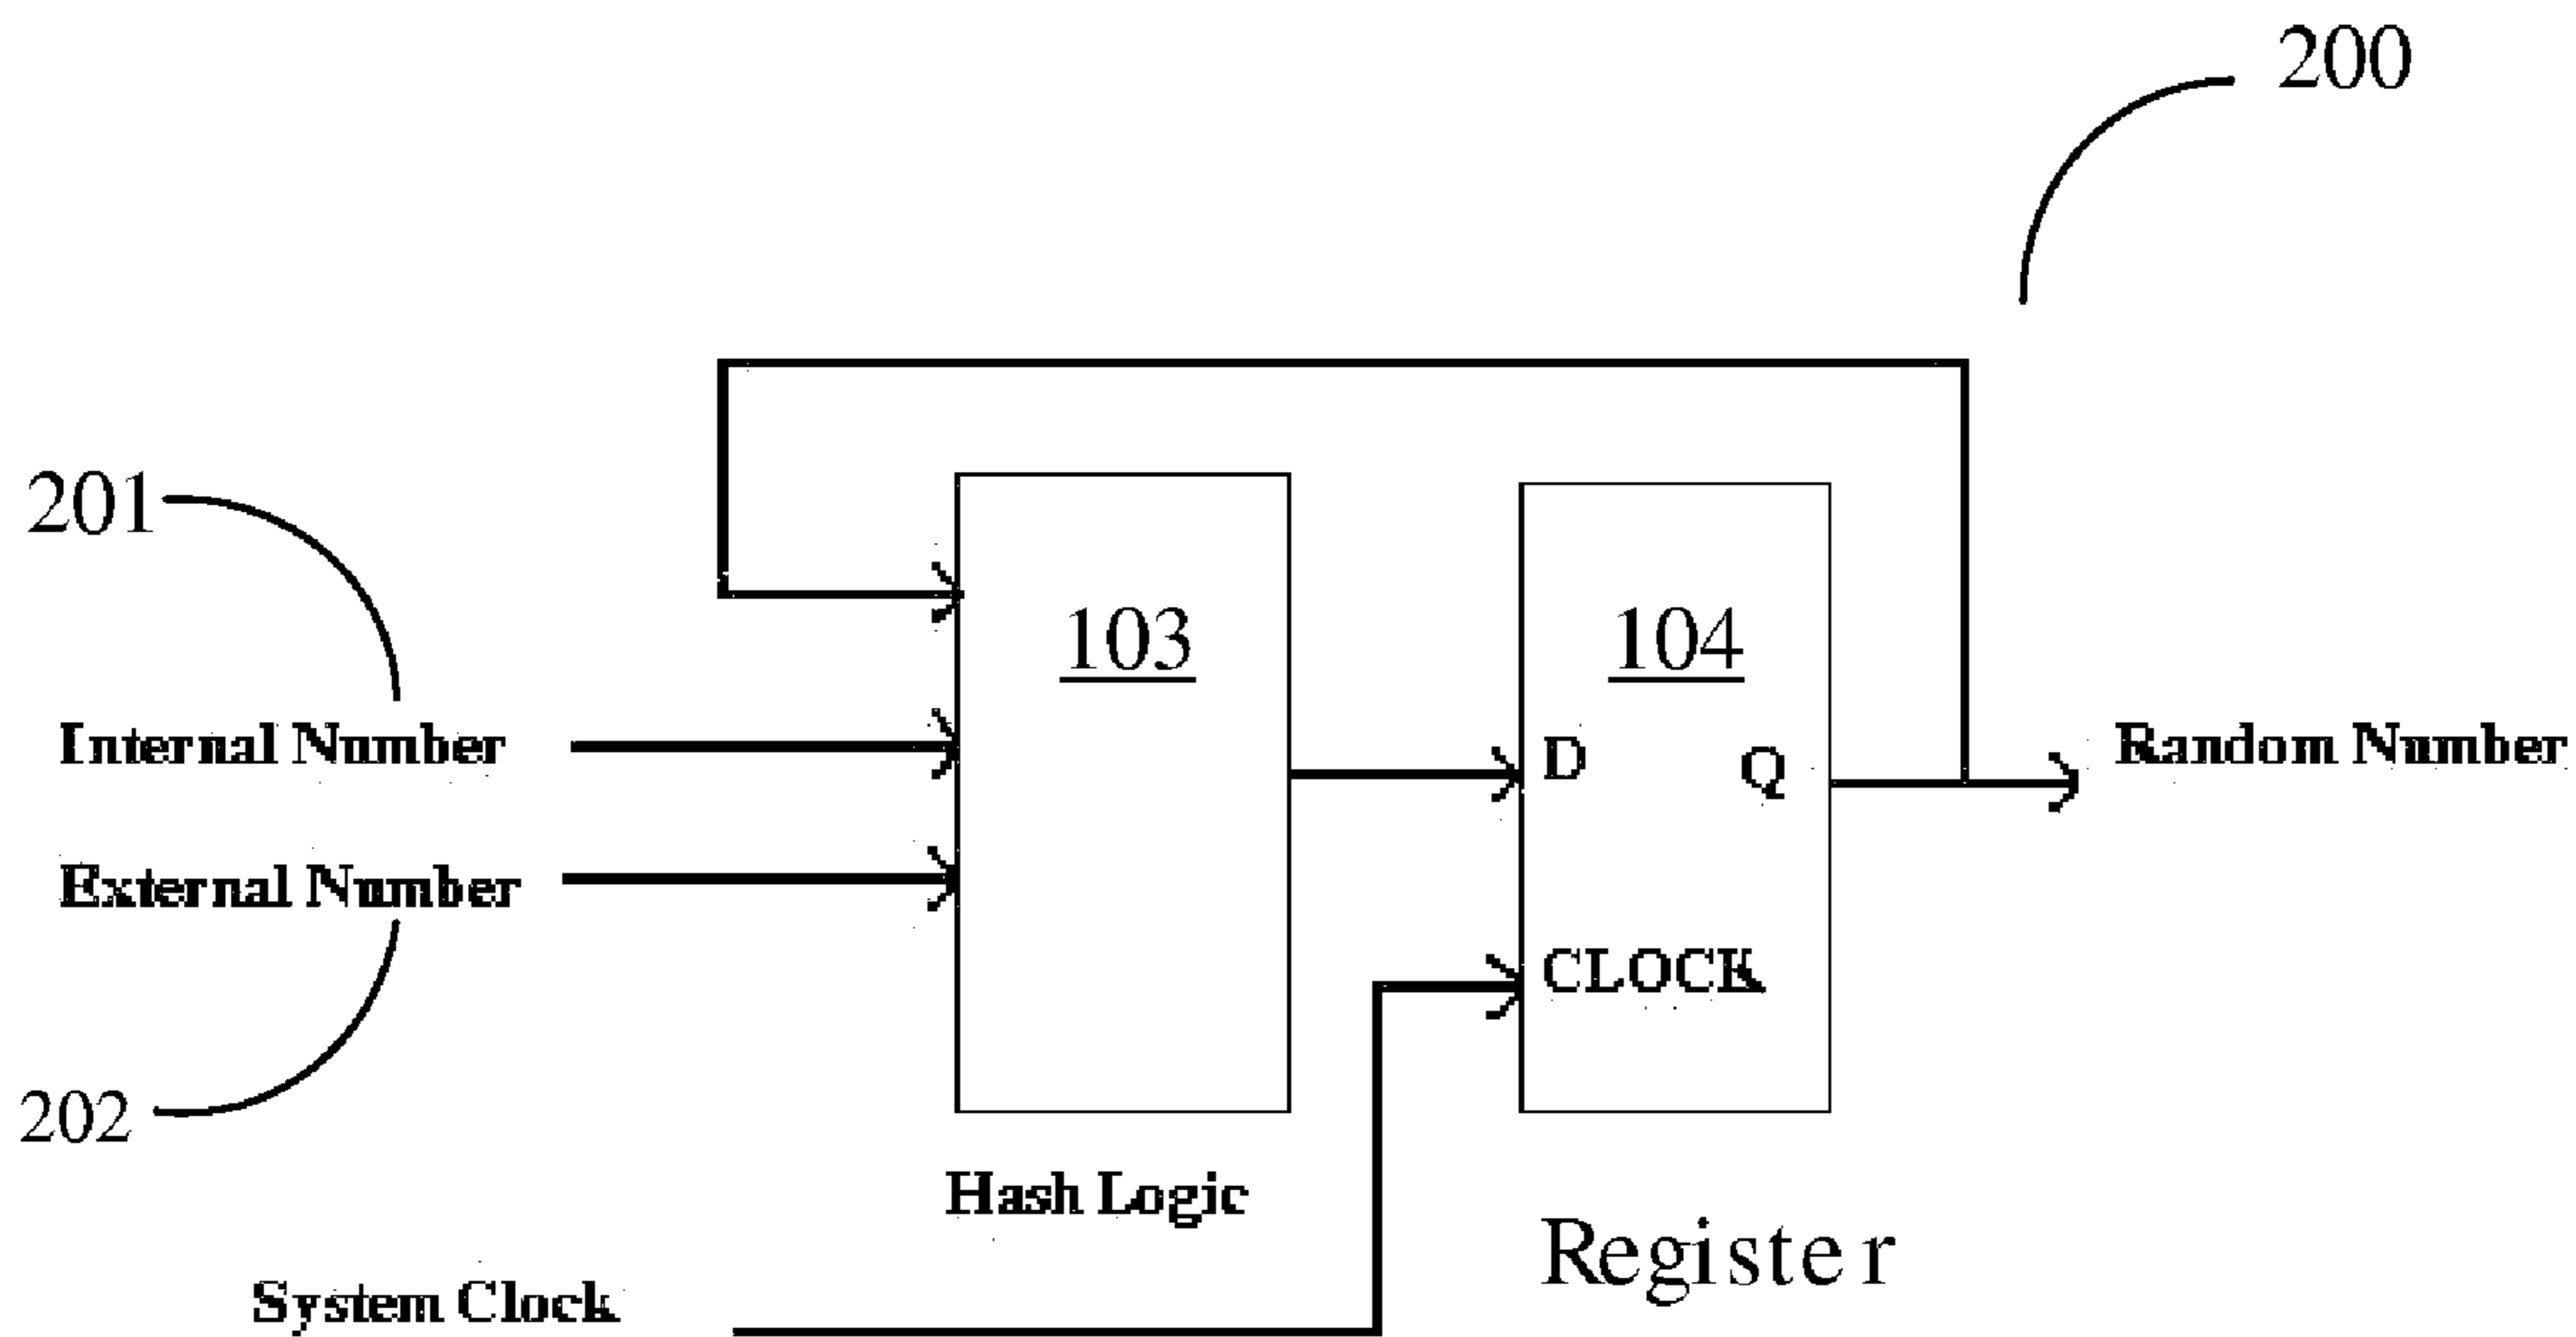 200
201
103
104
Internal Number
D
Q
Random Number
External Number
CLOCK
202
Hash Logic
Register
System Clock